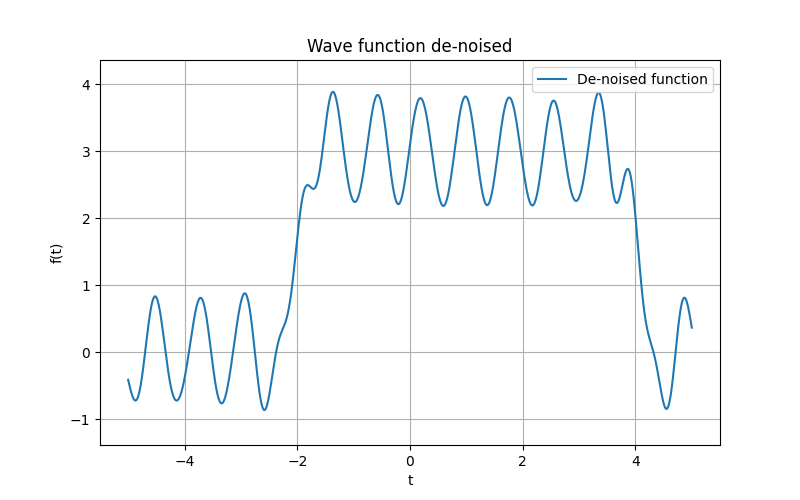 Wave function de-noised
De-noised function
4
3
2
1
0
−1
f(t)
−4
−2
0
2
4
t